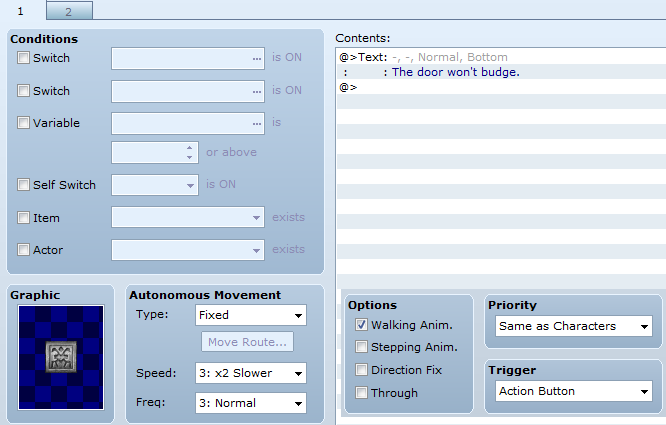 1
2
Conditions
Switch ... is ON
Switch ... is ON
Variable ... is
or above
Self Switch is ON
Item exists
Actor exists
Graphic
Autonomous Movement
Type: Fixed
Move Route...
Speed: 3: x2 Slower
Freq: 3: Normal
Contents:
@>Text: -, -, Normal, Bottom
: : The door won't budge.
@>
Options
Walking Anim.
Stepping Anim.
Direction Fix
Through
Priority
Same as Characters
Trigger
Action Button